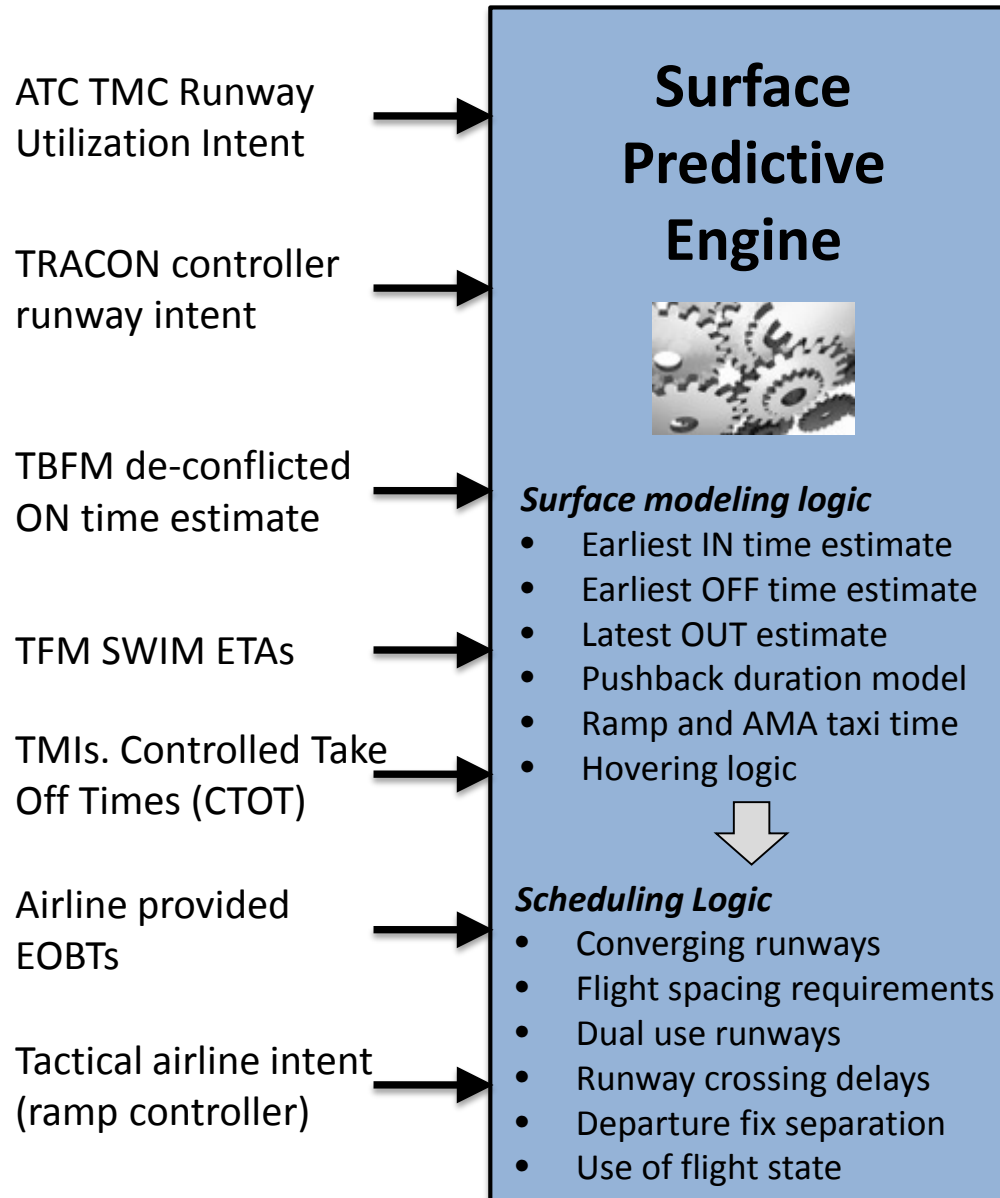 ATC TMC Runway
Utilization Intent
TRACON controller
runway intent
TBFM de-conflicted
ON time estimate
TFM SWIM ETAs
TMIs. Controlled Take
Off Times (CTOT)
Airline provided
EOBTs
Tactical airline intent
(ramp controller)
Surface
Predictive
Engine
Surface modeling logic
• Earliest IN time estimate
• Earliest OFF time estimate
• Latest OUT estimate
• Pushback duration model
• Ramp and AMA taxi time
• Hovering logic
Scheduling Logic
• Converging runways
• Flight spacing requirements
• Dual use runways
• Runway crossing delays
• Departure fix separation
• Use of flight state